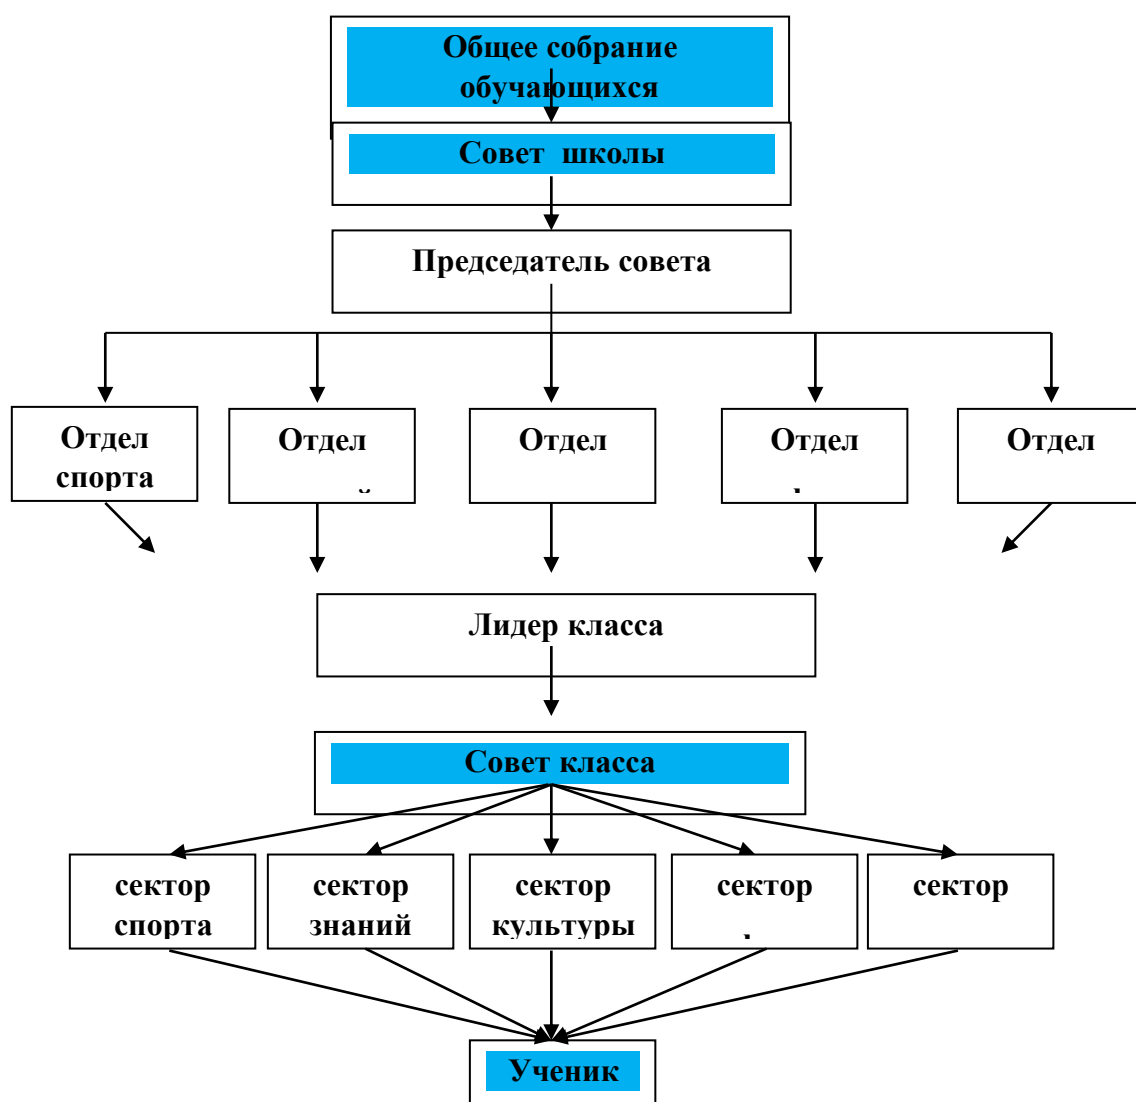 Общее собрание
обучающихся
Совет школы
Председатель совета
Отдел
спорта
Отдел
Отдел
Отдел
Отдел
Лидер класса
Совет класса
сектор
спорта
сектор
знаний
сектор
культуры
сектор
сектор
Ученик